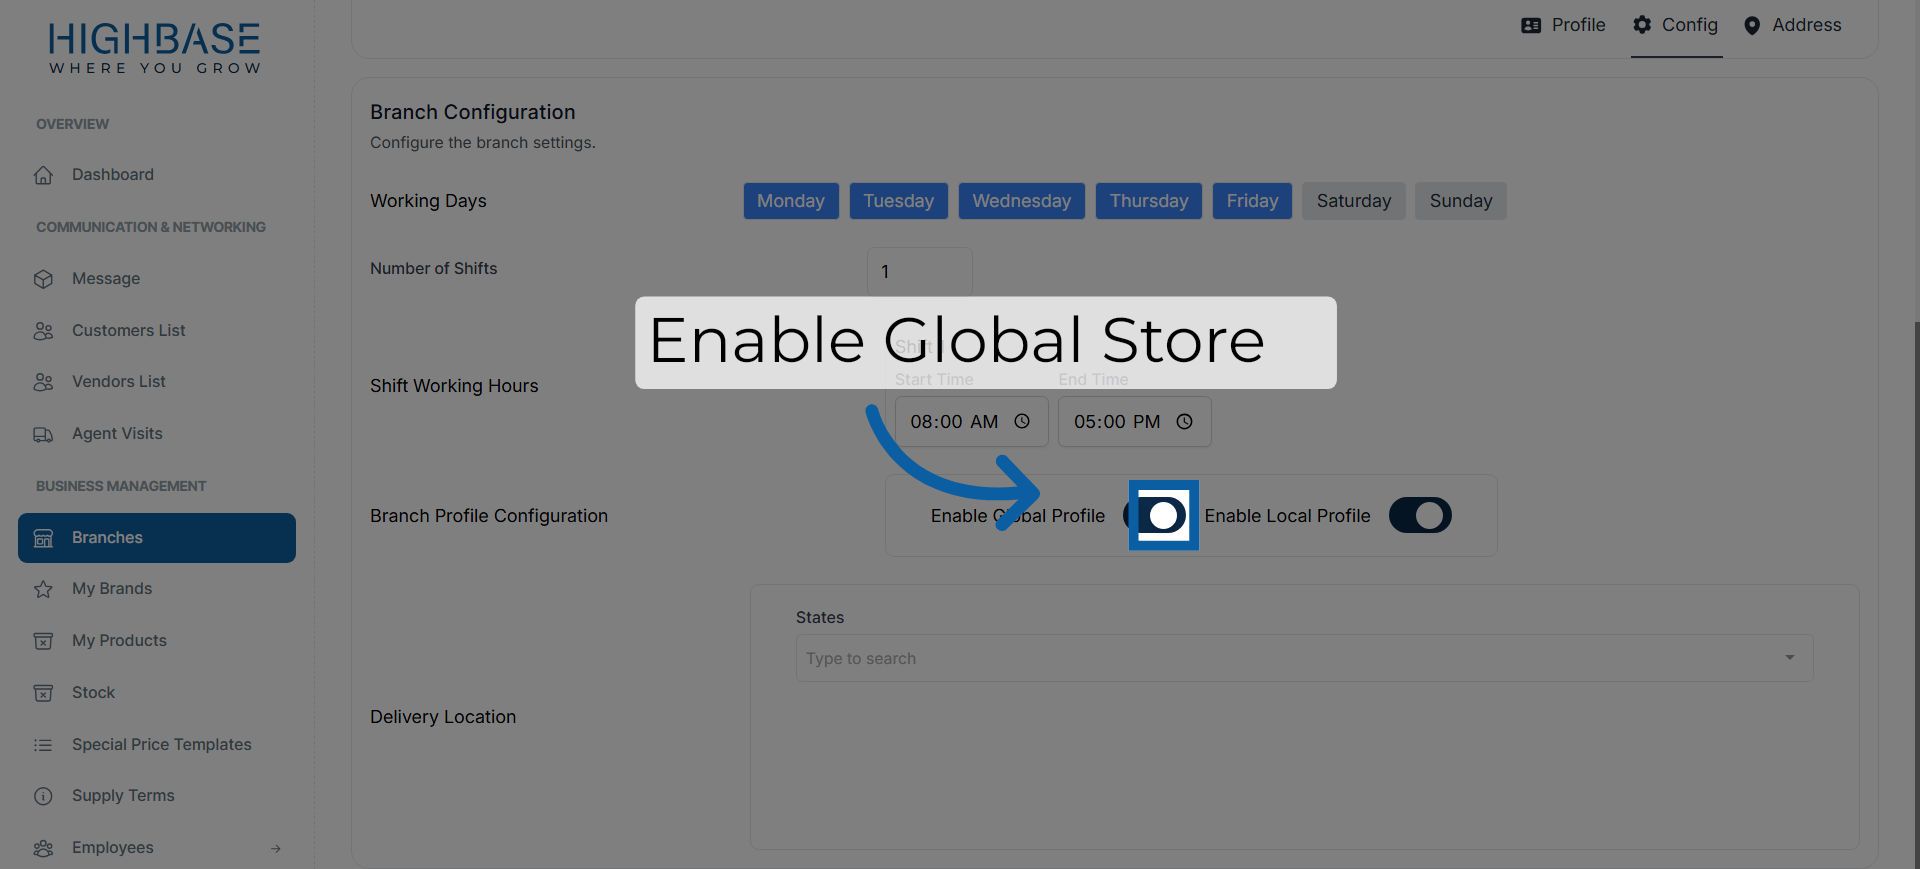 HIGHBASE
WHERE YOU GROW
OVERVIEW
Dashboard
COMMUNICATION & NETWORKING
Message
Customers List
Vendors List
Agent Visits
BUSINESS MANAGEMENT
Branches
My Brands
My Products
Stock
Special Price Templates
Supply Terms
Employees
Profile Config Address
Branch Configuration
Configure the branch settings.
Working Days Monday Tuesday Wednesday Thursday Friday Saturday Sunday
Number of Shifts 1
Enable Global Store
Shift 1
Start Time End Time
Shift Working Hours
08:00 AM 05:00 PM
Branch Profile Configuration Enable Global Profile Enable Local Profile
States
Type to search
Delivery Location